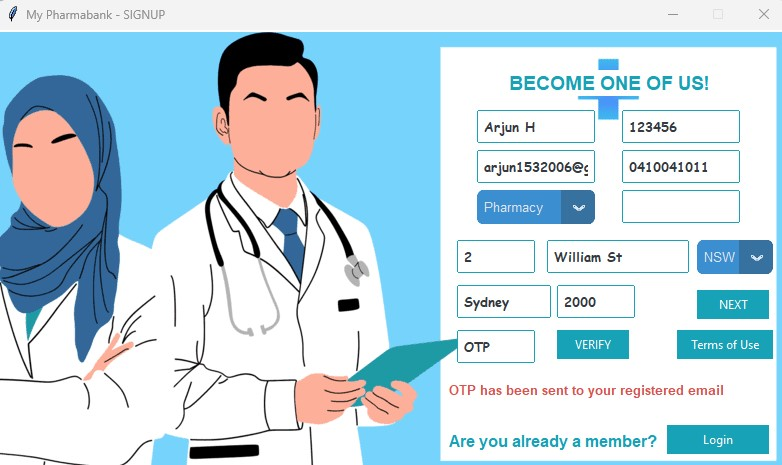 My Pharmabank - SIGNUP
BECOME ONE OF US!
Arjun H 123456
arjun1532006@g 0410041011
Pharmacy
2 William St NSW
Sydney 2000 NEXT
OTP VERIFY Terms of Use
OTP has been sent to your registered email
Are you already a member? Login